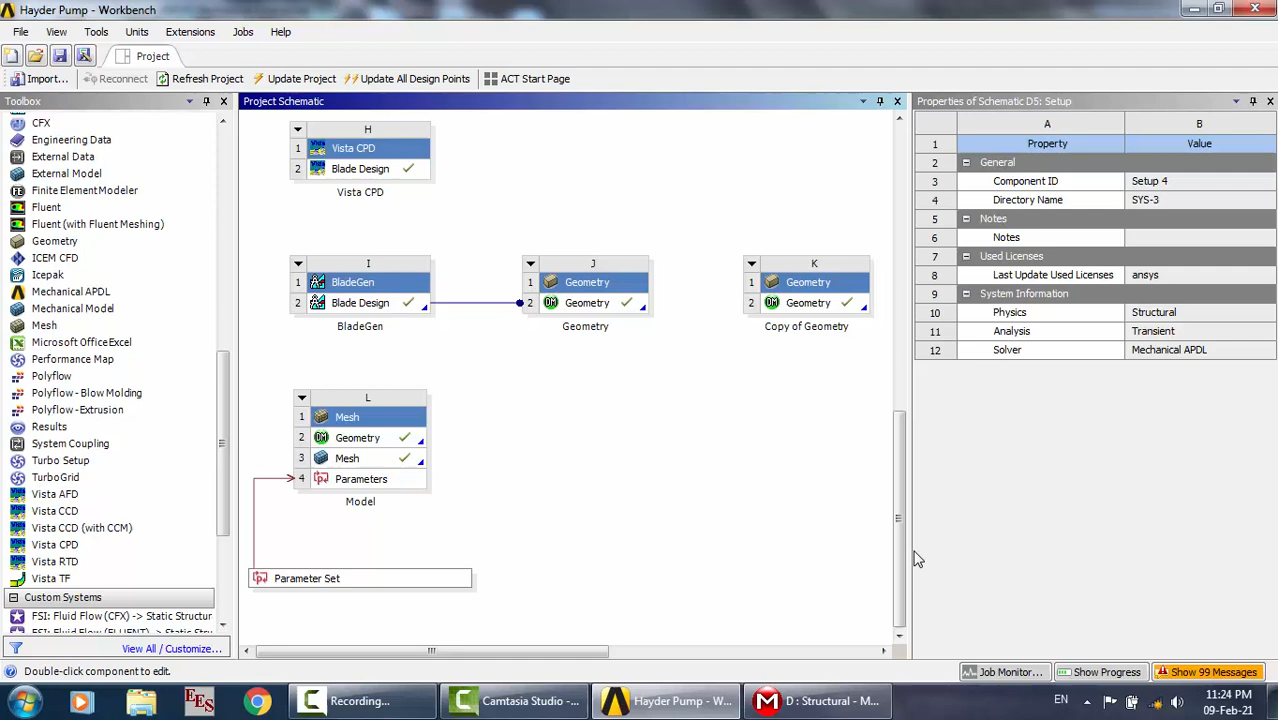 Hayder Pump - Workbench
File View Tools Units Extensions Jobs Help
Project
Import... Reconnect Refresh Project Update Project Update All Design Points ACT Start Page
Toolbox
CFX
Engineering Data
External Data
External Model
Finite ElementModeler
Fluent
Fluent (with Fluent Meshing)
Geometry
ICEM CFD
Icepak
Mechanical APDL
Mechanical Model
Mesh
Microsoft OfficeExcel
Performance Map
Polyflow
Polyflow - Blow Molding
Polyflow - Extrusion
Results
System Coupling
Turbo Setup
TurboGrid
Vista AFD
Vista CCD
Vista CCD (with CCM)
Vista CPD
Vista RTD
Vista TF
Custom Systems
FSI: Fluid Flow (CFX) -> Static Structur
FSI: Fluid Flow (FLUENT) -> Static Stru
View All / Customize...
Project Schematic
H
1 Vista CPD
2 Blade Design
Vista CPD
I
1 BladeGen
2 Blade Design
BladeGen
J
1 Geometry
2 Geometry
Geometry
K
1 Geometry
2 Geometry
Copy of Geometry
L
1 Mesh
2 Geometry
3 Mesh
4 Parameters
Model
Parameter Set
Properties of Schematic D5: Setup
A B
1 Property Value
2 General
3 Component ID Setup 4
4 Directory Name SYS-3
5 Notes
6 Notes
7 Used Licenses
8 Last Update Used Licenses ansys
9 System Information
10 Physics Structural
11 Analysis Transient
12 Solver Mechanical APDL
Double-click component to edit.
Job Monitor... Show Progress Show 99 Messages
EES Recording... Camtasia Studio - ... Hayder Pump - W... D : Structural - M...
EN 11:24 PM
09-Feb-21